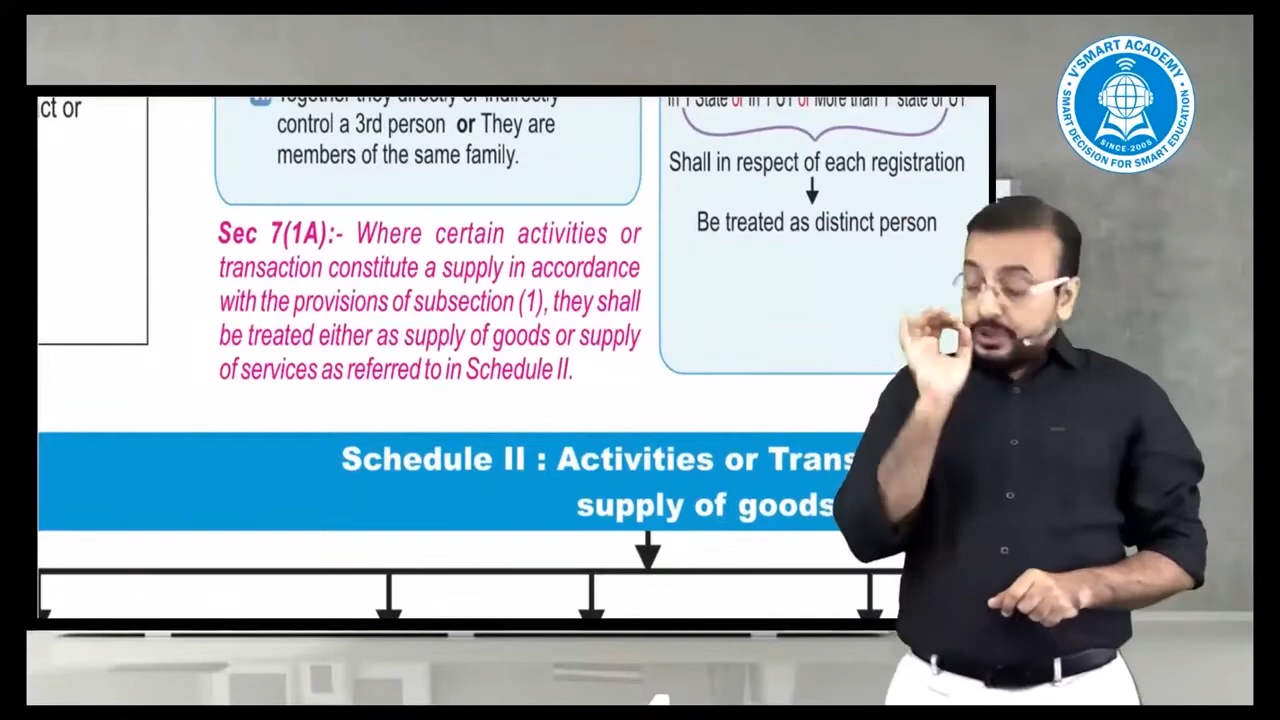 ct or
Together they directly or indirectly
control a 3rd person or They are
members of the same family.
In 1 State or In 1 UT or More than 1 state or UT
Shall in respect of each registration
Be treated as distinct person
Sec 7(1A):- Where certain activities or
transaction constitute a supply in accordance
with the provisions of subsection (1), they shall
be treated either as supply of goods or supply
of services as referred to in Schedule II.
Schedule II : Activities or Trans
supply of goods
V'SMART ACADEMY
SMART DECISION FOR SMART EDUCATION
SINCE-2005